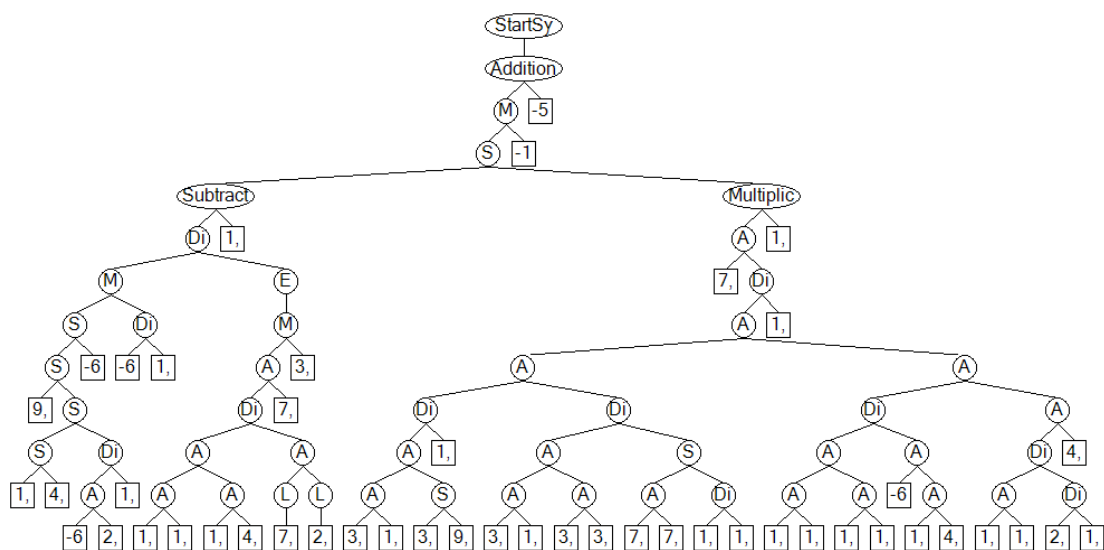 StartSy
Addition
M -5
S -1
Subtract Multiplic
Di 1, A 1,
M E 7, Di
S Di M A 1,
S -6 -6 1, A 3, A A
9, S Di 7, Di Di Di A
S Di A A A 1, A S A A Di 4,
1, 4, A 1, A A L L A S A A A Di A A -6 A A Di
-6 2, 1, 1, 1, 4, 7, 2, 3, 1, 3, 9, 3, 1, 3, 3, 7, 7, 1, 1, 1, 1, 1, 1, 1, 4, 1, 1, 2, 1,